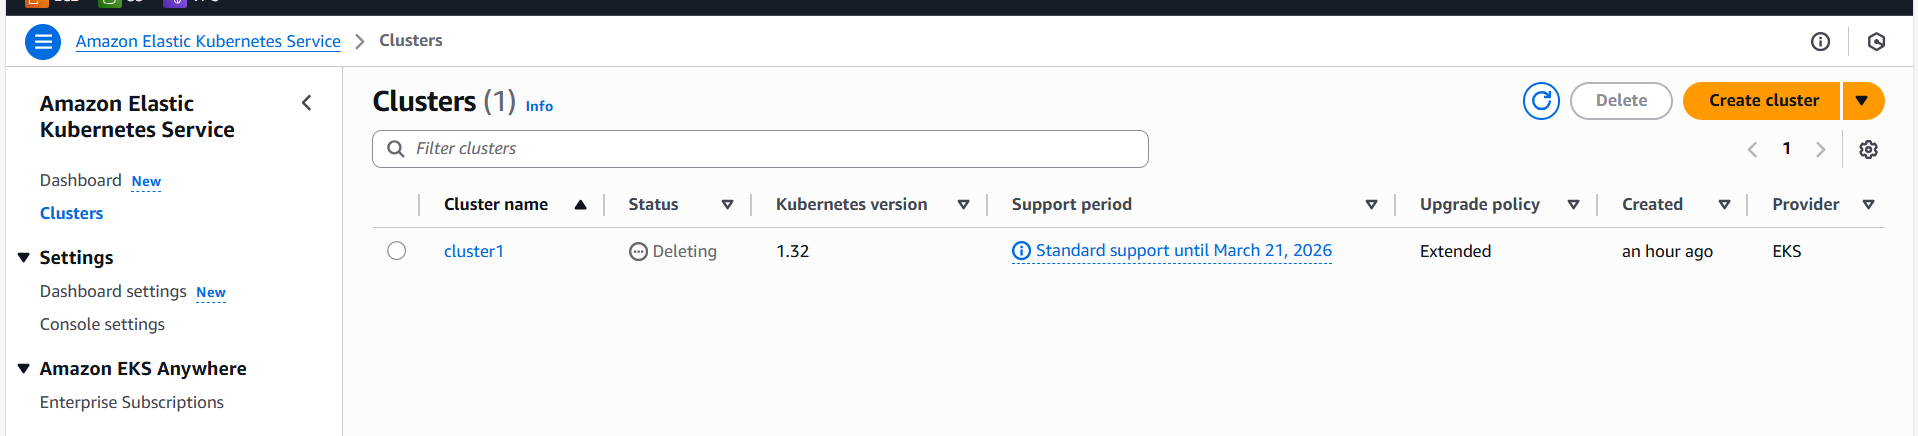 Amazon Elastic Kubernetes Service > Clusters
Amazon Elastic
Kubernetes Service
Dashboard New
Clusters
Settings
Dashboard settings New
Console settings
Amazon EKS Anywhere
Enterprise Subscriptions
Clusters (1) Info
Delete
Create cluster
Filter clusters
1
Cluster name Status Kubernetes version Support period Upgrade policy Created Provider
cluster1 Deleting 1.32 Standard support until March 21, 2026 Extended an hour ago EKS